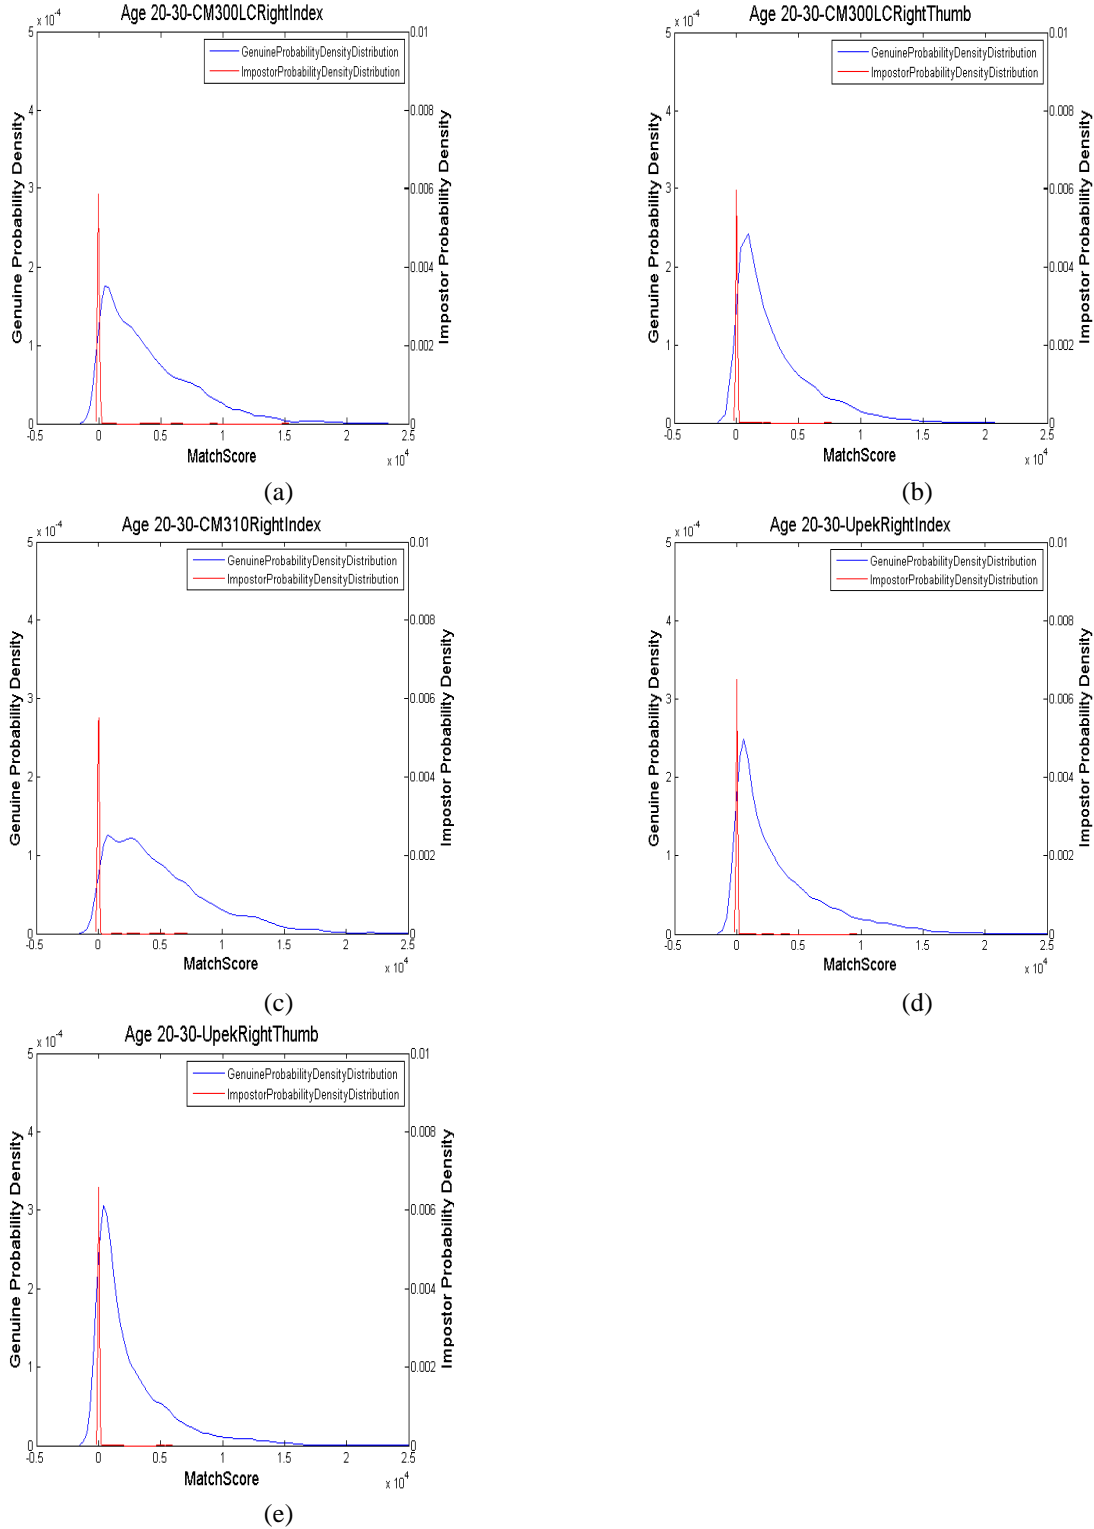 Age 20-30-CM300LCRightIndex
x 10^-4
GenuineProbabilityDensityDistribution
ImpostorProbabilityDensityDistribution
Genuine Probability Density
Impostor Probability Density
5
4
3
2
1
0
0.01
0.008
0.006
0.004
0.002
0
-0.5 0 0.5 1 1.5 2 2.5
MatchScore
x 10^4
(a)
Age 20-30-CM300LCRightThumb
x 10^-4
GenuineProbabilityDensityDistribution
ImpostorProbabilityDensityDistribution
Genuine Probability Density
Impostor Probability Density
5
4
3
2
1
0
0.01
0.008
0.006
0.004
0.002
0
-0.5 0 0.5 1 1.5 2 2.5
MatchScore
x 10^4
(b)
Age 20-30-CM310RightIndex
x 10^-4
GenuineProbabilityDensityDistribution
ImpostorProbabilityDensityDistribution
Genuine Probability Density
Impostor Probability Density
5
4
3
2
1
0
0.01
0.008
0.006
0.004
0.002
0
-0.5 0 0.5 1 1.5 2 2.5
MatchScore
x 10^4
(c)
Age 20-30-UpekRightIndex
x 10^-4
GenuineProbabilityDensityDistribution
ImpostorProbabilityDensityDistribution
Genuine Probability Density
Impostor Probability Density
5
4
3
2
1
0
0.01
0.008
0.006
0.004
0.002
0
-0.5 0 0.5 1 1.5 2 2.5
MatchScore
x 10^4
(d)
Age 20-30-UpekRightThumb
x 10^-4
GenuineProbabilityDensityDistribution
ImpostorProbabilityDensityDistribution
Genuine Probability Density
Impostor Probability Density
5
4
3
2
1
0
0.01
0.008
0.006
0.004
0.002
0
-0.5 0 0.5 1 1.5 2 2.5
MatchScore
x 10^4
(e)